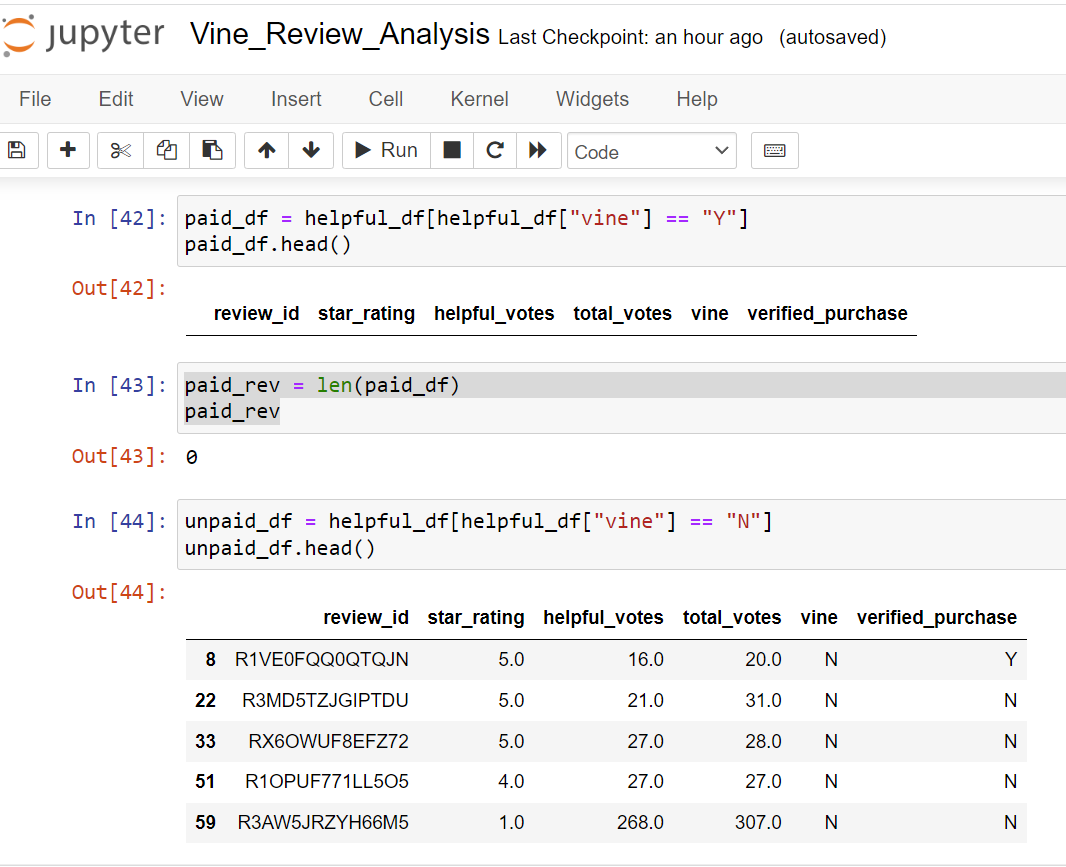 jupyter Vine_Review_Analysis Last Checkpoint: an hour ago (autosaved)
File Edit View Insert Cell Kernel Widgets Help
Run Code
In [42]: paid_df = helpful_df[helpful_df["vine"] == "Y"]
paid_df.head()
Out[42]:
review_id star_rating helpful_votes total_votes vine verified_purchase
In [43]: paid_rev = len(paid_df)
paid_rev
Out[43]: 0
In [44]: unpaid_df = helpful_df[helpful_df["vine"] == "N"]
unpaid_df.head()
Out[44]:
review_id star_rating helpful_votes total_votes vine verified_purchase
8 R1VE0FQQ0QTQJN 5.0 16.0 20.0 N Y
22 R3MD5TZJGIPTDU 5.0 21.0 31.0 N N
33 RX6OWUF8EFZ72 5.0 27.0 28.0 N N
51 R1OPUF771LL5O5 4.0 27.0 27.0 N N
59 R3AW5JRZYH66M5 1.0 268.0 307.0 N N